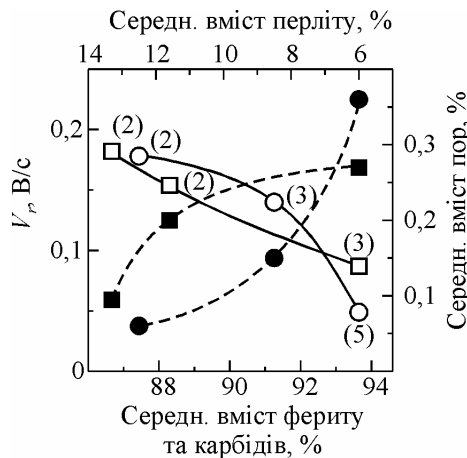 Середн. вміст перліту, %
14 12 10 8 6
0,2
0,1
0
V_r, В/с
(2) (2)
(2)
(3)
(3)
(5)
0,3
0,2
0,1
Середн. вміст пор, %
88 90 92 94
Середн. вміст фериту
та карбідів, %